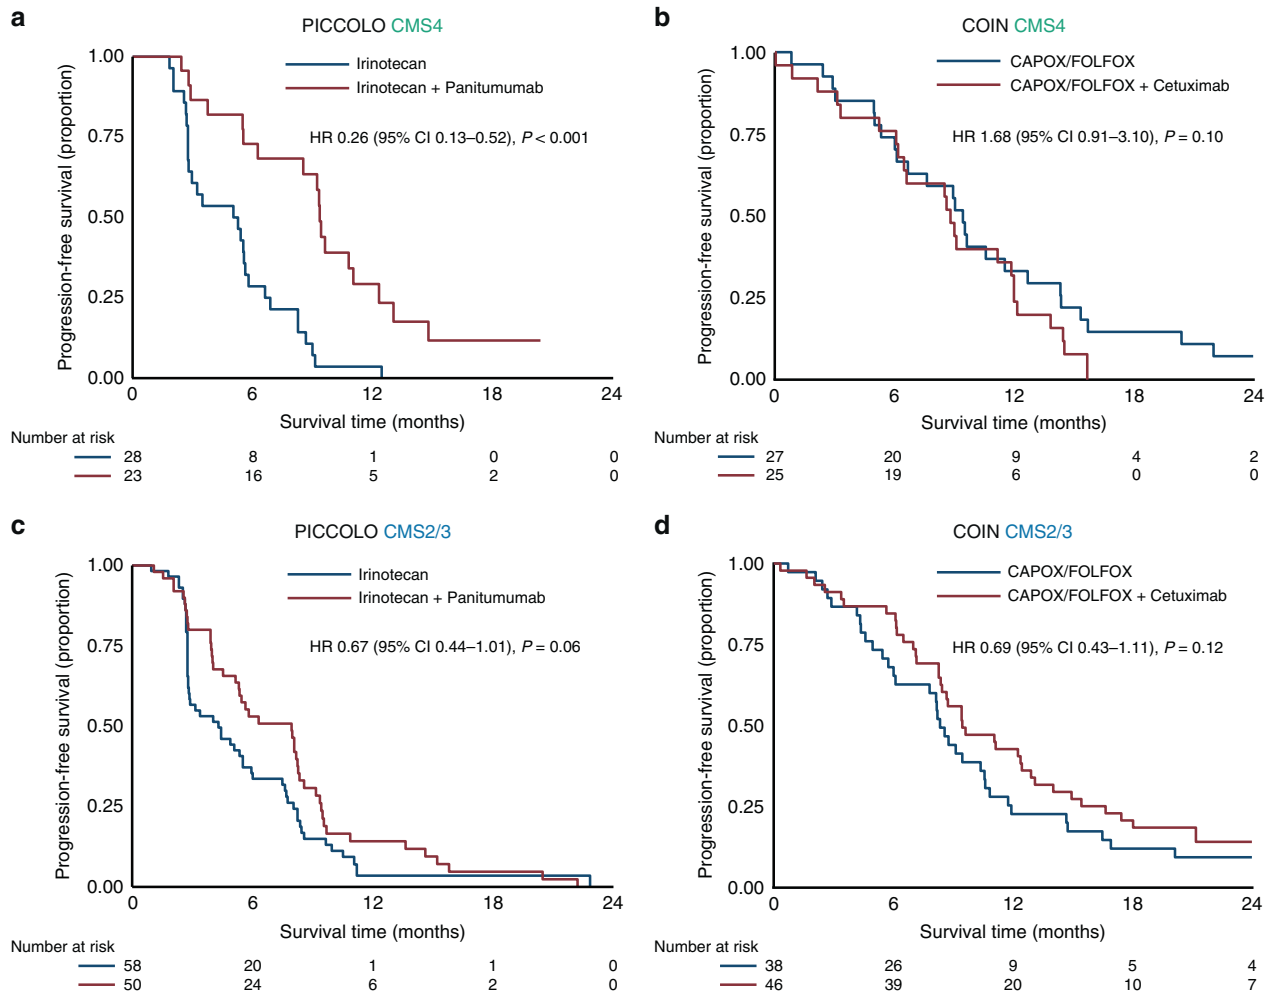 a
PICCOLO CMS4
Progression-free survival (proportion)
1.00
0.75
0.50
0.25
0.00
Irinotecan
Irinotecan + Panitumumab
HR 0.26 (95% CI 0.13–0.52), P < 0.001
0 6 12 18 24
Survival time (months)
Number at risk
28 8 1 0 0
23 16 5 2 0
b
COIN CMS4
Progression-free survival (proportion)
1.00
0.75
0.50
0.25
0.00
CAPOX/FOLFOX
CAPOX/FOLFOX + Cetuximab
HR 1.68 (95% CI 0.91–3.10), P = 0.10
0 6 12 18 24
Survival time (months)
Number at risk
27 20 9 4 2
25 19 6 0 0
c
PICCOLO CMS2/3
Progression-free survival (proportion)
1.00
0.75
0.50
0.25
0.00
Irinotecan
Irinotecan + Panitumumab
HR 0.67 (95% CI 0.44–1.01), P = 0.06
0 6 12 18 24
Survival time (months)
Number at risk
58 20 1 1 0
50 24 6 2 0
d
COIN CMS2/3
Progression-free survival (proportion)
1.00
0.75
0.50
0.25
0.00
CAPOX/FOLFOX
CAPOX/FOLFOX + Cetuximab
HR 0.69 (95% CI 0.43–1.11), P = 0.12
0 6 12 18 24
Survival time (months)
Number at risk
38 26 9 5 4
46 39 20 10 7